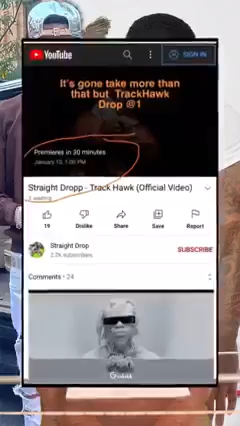 YouTube
SIGN IN
It's gone take more than
that but TrackHawk
Drop @1
Premieres in 30 minutes
January 10, 1:00 PM
Straight Dropp - Track Hawk (Official Video)
2 waiting
19
Dislike
Share
Save
Report
Straight Drop
2.2K subscribers
SUBSCRIBE
Comments • 24